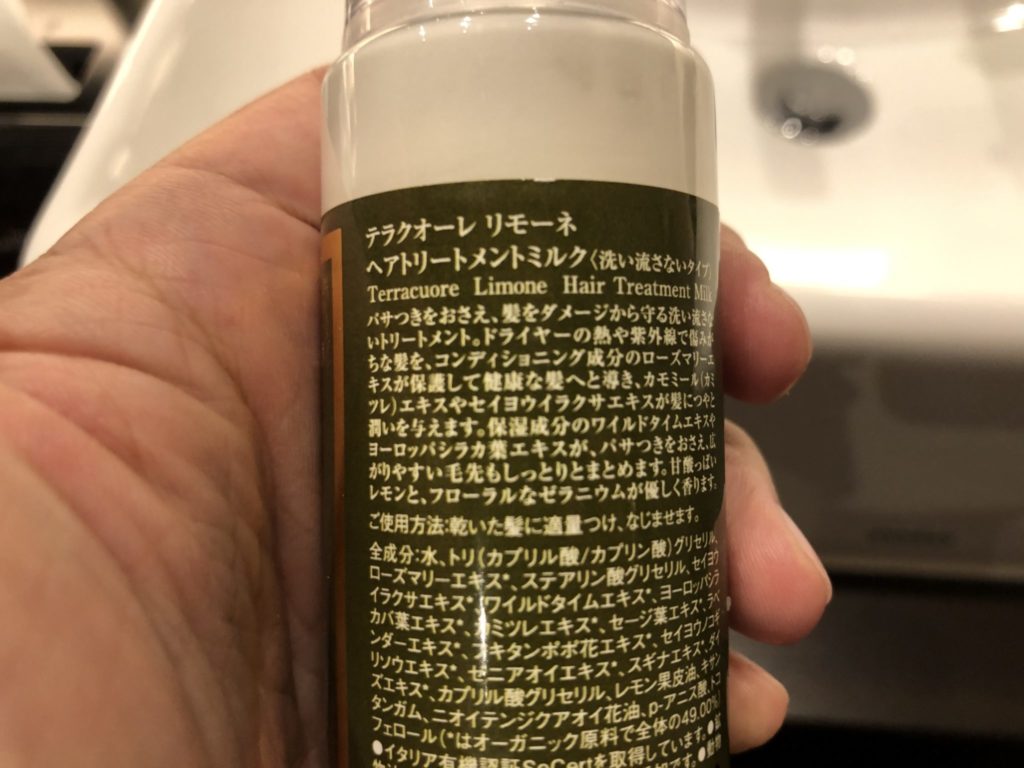 テラクオーレ リモーネ
ヘアトリートメントミルク〈洗い流さないタイプ〉
Terracuore Limone Hair Treatment Milk
パサつきをおさえ、髪をダメージから守る洗い流さな
いトリートメント。ドライヤーの熱や紫外線で傷みが
ちな髪を、コンディショニング成分のローズマリーエ
キスが保護して健康な髪へと導き、カモミール(カミ
ツレ)エキスやセイヨウイラクサエキスが髪につやと
潤いを与えます。保湿成分のワイルドタイムエキスや
ヨーロッパシラカバ葉エキスが、パサつきをおさえ、広
がりやすい毛先もしっとりとまとめます。甘酸っぱい
レモンと、フローラルなゼラニウムが優しく香ります。
ご使用方法:乾いた髪に適量つけ、なじませます。
全成分:水、トリ(カプリル酸/カプリン酸)グリセリル、
ローズマリーエキス*、ステアリン酸グリセリル、セイヨウ
イラクサエキス*、ワイルドタイムエキス*、ヨーロッパシラ
カバ葉エキス*、カミツレエキス*、セージ葉エキス*、ラベ
ンダーエキス*、フキタンポポ花エキス*、セイヨウノコギ
リソウエキス*、ゼニアオイエキス*、スギナエキス*、ダイ
ズエキス*、カプリル酸グリセリル、レモン果皮油、キサン
タンガム、ニオイテンジクアオイ花油、p-アニス酸、トコ
フェロール(*はオーガニック原料で全体の49.00%)
●イタリア有機認証SoCertを取得しています。